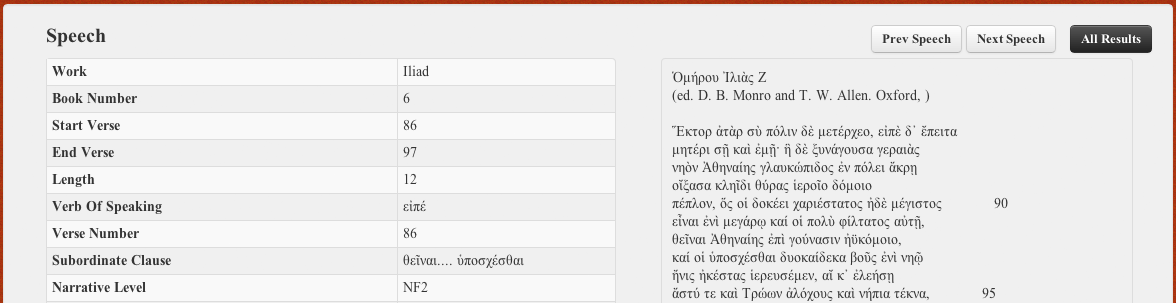 Speech
Prev Speech Next Speech All Results
Work Iliad
Book Number 6
Start Verse 86
End Verse 97
Length 12
Verb Of Speaking εἰπέ
Verse Number 86
Subordinate Clause θεῖναι.... ὑποσχέσθαι
Narrative Level NF2
Ὁμήρου Ἰλιὰς Ζ
(ed. D. B. Monro and T. W. Allen. Oxford, )
Ἕκτορ ἀτὰρ σὺ πόλιν δὲ μετέρχεο, εἰπὲ δ᾽ ἔπειτα
μητέρι σῇ καὶ ἐμῇ· ἣ δὲ ξυνάγουσα γεραιὰς
νηὸν Ἀθηναίης γλαυκώπιδος ἐν πόλει ἄκρῃ
οἴξασα κληῗδι θύρας ἱεροῖο δόμοιο
πέπλον, ὅς οἱ δοκέει χαριέστατος ἠδὲ μέγιστος 90
εἶναι ἐνὶ μεγάρῳ καί οἱ πολὺ φίλτατος αὐτῇ,
θεῖναι Ἀθηναίης ἐπὶ γούνασιν ἠϋκόμοιο,
καί οἱ ὑποσχέσθαι δυοκαίδεκα βοῦς ἐνὶ νηῷ
ἤνις ἠκέστας ἱερευσέμεν, αἴ κ᾽ ἐλεήσῃ
ἄστύ τε καὶ Τρώων ἀλόχους καὶ νήπια τέκνα, 95